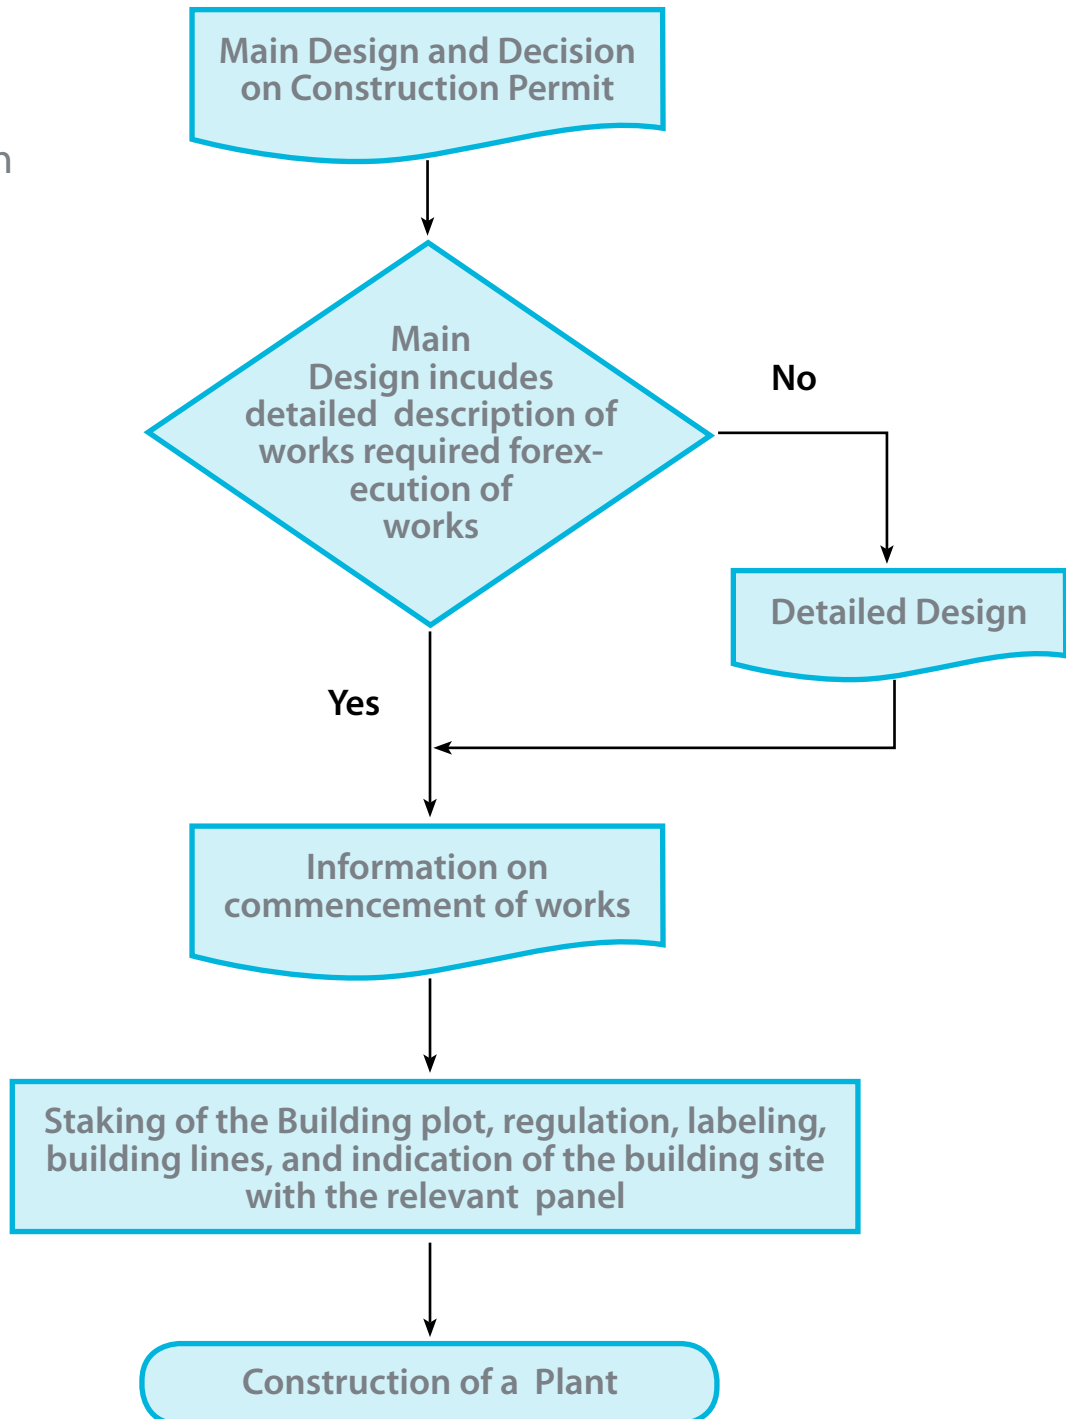 Main Design and Decision
on Construction Permit
n
Main
Design incudes
detailed description of
works required forex-
ecution of
works
No
Detailed Design
Yes
Information on
commencement of works
Staking of the Building plot, regulation, labeling,
building lines, and indication of the building site
with the relevant panel
Construction of a Plant